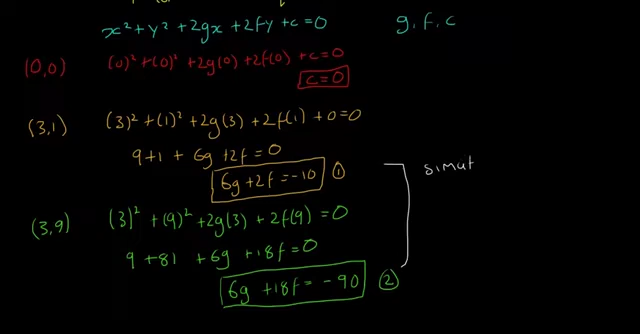 x² + y² + 2gx + 2fy + c = 0 g, f, c
(0,0) (0)² + (0)² + 2g(0) + 2f(0) + c = 0
c = 0
(3,1) (3)² + (1)² + 2g(3) + 2f(1) + 0 = 0
9 + 1 + 6g + 2f = 0
6g + 2f = -10 ① simul
(3,9) (3)² + (9)² + 2g(3) + 2f(9) = 0
9 + 81 + 6g + 18f = 0
6g + 18f = -90 ②